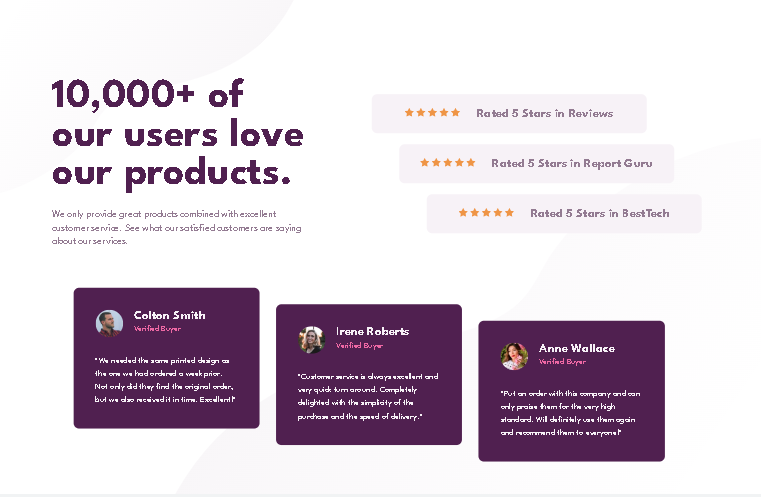 10,000+ of
our users love
our products.
We only provide great products combined with excellent
customer service. See what our satisfied customers are saying
about our services.
Rated 5 Stars in Reviews
Rated 5 Stars in Report Guru
Rated 5 Stars in BestTech
Colton Smith
Verified Buyer
"We needed the same printed design as
the one we had ordered a week prior.
Not only did they find the original order,
but we also received it in time. Excellent!"
Irene Roberts
Verified Buyer
"Customer service is always excellent and
very quick turn around. Completely
delighted with the simplicity of the
purchase and the speed of delivery."
Anne Wallace
Verified Buyer
"Put an order with this company and can
only praise them for the very high
standard. Will definitely use them again
and recommend them to everyone!"